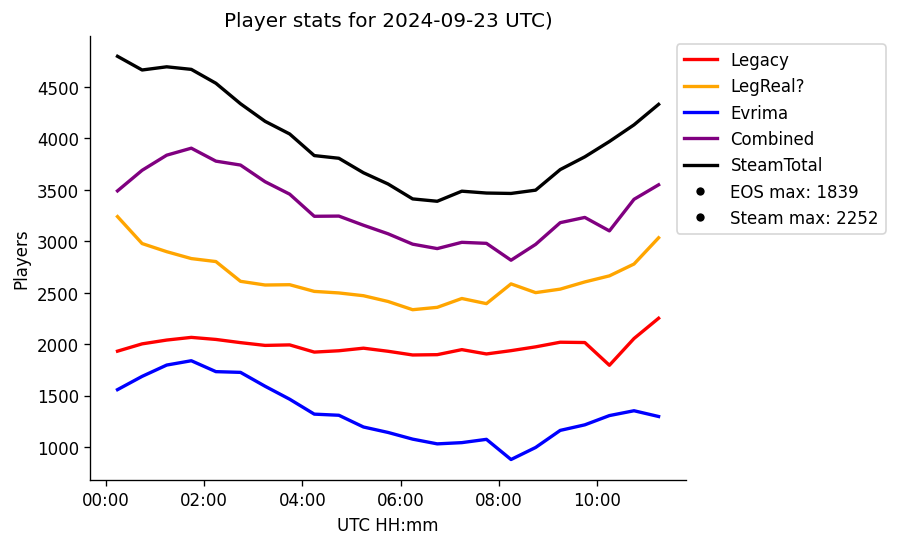 Player stats for 2024-09-23 UTC)
Legacy
LegReal?
Evrima
Combined
SteamTotal
EOS max: 1839
Steam max: 2252
Players
4500
4000
3500
3000
2500
2000
1500
1000
00:00 02:00 04:00 06:00 08:00 10:00
UTC HH:mm